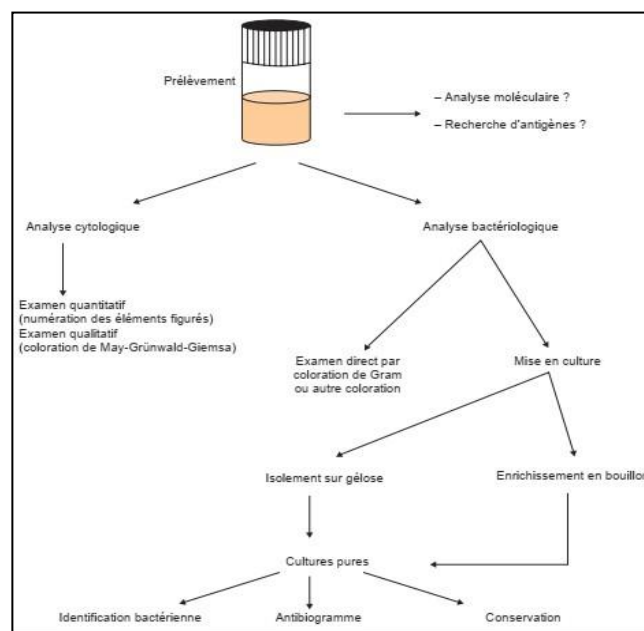 Prélèvement
– Analyse moléculaire ?
– Recherche d'antigènes ?
Analyse cytologique
Analyse bactériologique
Examen quantitatif
(numération des éléments figurés)
Examen qualitatif
(coloration de May-Grünwald-Giemsa)
Examen direct par
coloration de Gram
ou autre coloration
Mise en culture
Isolement sur gélose
Enrichissement en bouillon
Cultures pures
Identification bactérienne
Antibiogramme
Conservation